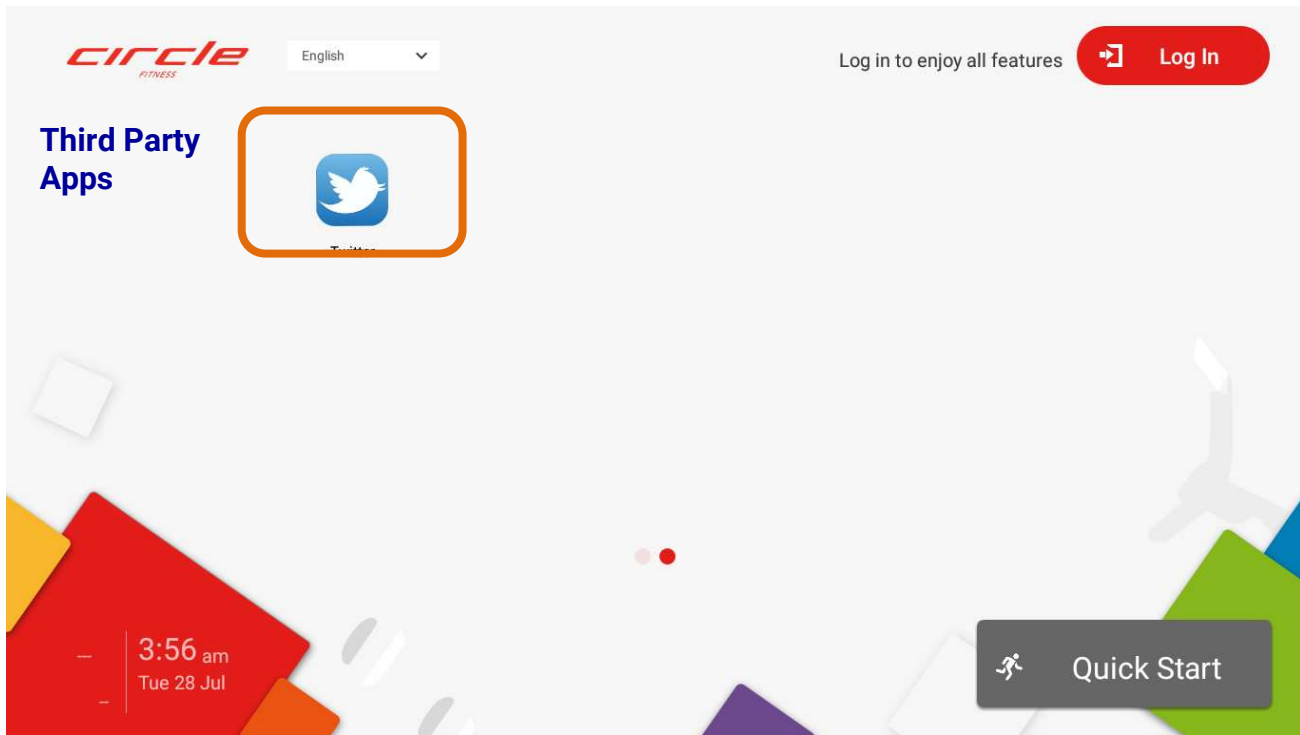 circle
FITNESS
English
Log in to enjoy all features
Log In
Third Party
Apps
Twitter
3:56 am
Tue 28 Jul
Quick Start